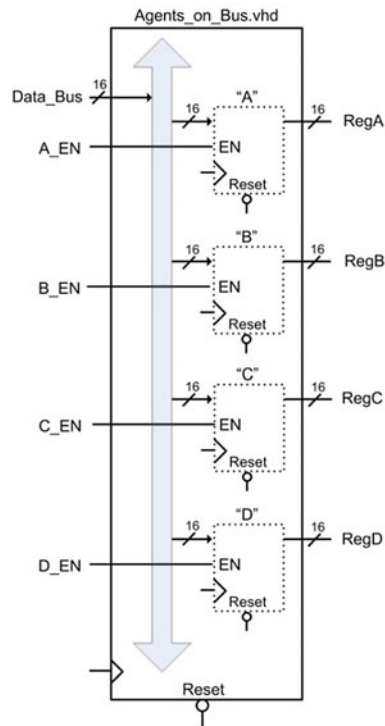 Agents_on_Bus.vhd
Data_Bus
16
16
"A"
16
RegA
A_EN
EN
Reset
16
"B"
16
RegB
B_EN
EN
Reset
16
"C"
16
RegC
C_EN
EN
Reset
16
"D"
16
RegD
D_EN
EN
Reset
Reset